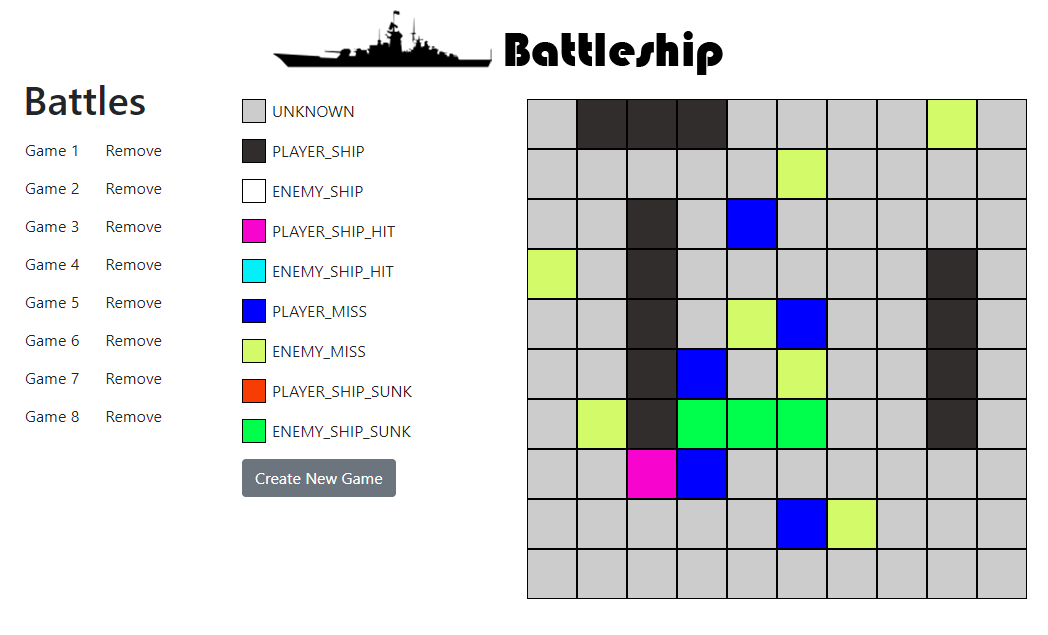 Battleship
Battles
Game 1 Remove
Game 2 Remove
Game 3 Remove
Game 4 Remove
Game 5 Remove
Game 6 Remove
Game 7 Remove
Game 8 Remove
UNKNOWN
PLAYER_SHIP
ENEMY_SHIP
PLAYER_SHIP_HIT
ENEMY_SHIP_HIT
PLAYER_MISS
ENEMY_MISS
PLAYER_SHIP_SUNK
ENEMY_SHIP_SUNK
Create New Game